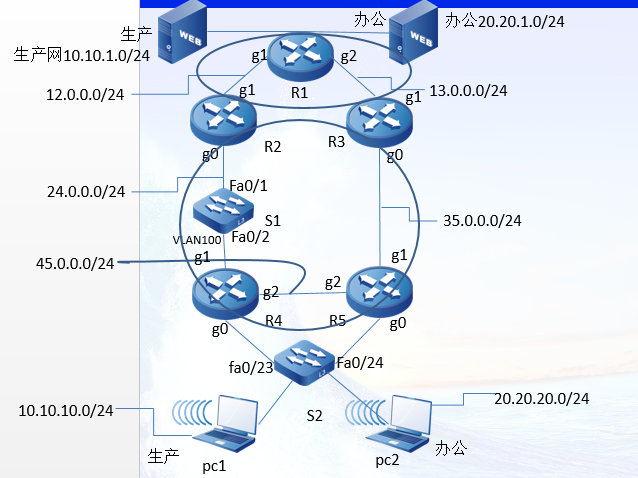 生产
办公
办公20.20.1.0/24
WEB
WEB
生产网10.10.1.0/24
g1
g2
12.0.0.0/24
g1
R1
g1
13.0.0.0/24
R2
R3
g0
g0
24.0.0.0/24
Fa0/1
S1
35.0.0.0/24
VLAN100
Fa0/2
g1
g1
45.0.0.0/24
g2
g2
g0
R4
R5
g0
fa0/23
Fa0/24
10.10.10.0/24
20.20.20.0/24
S2
生产
办公
pc1
pc2